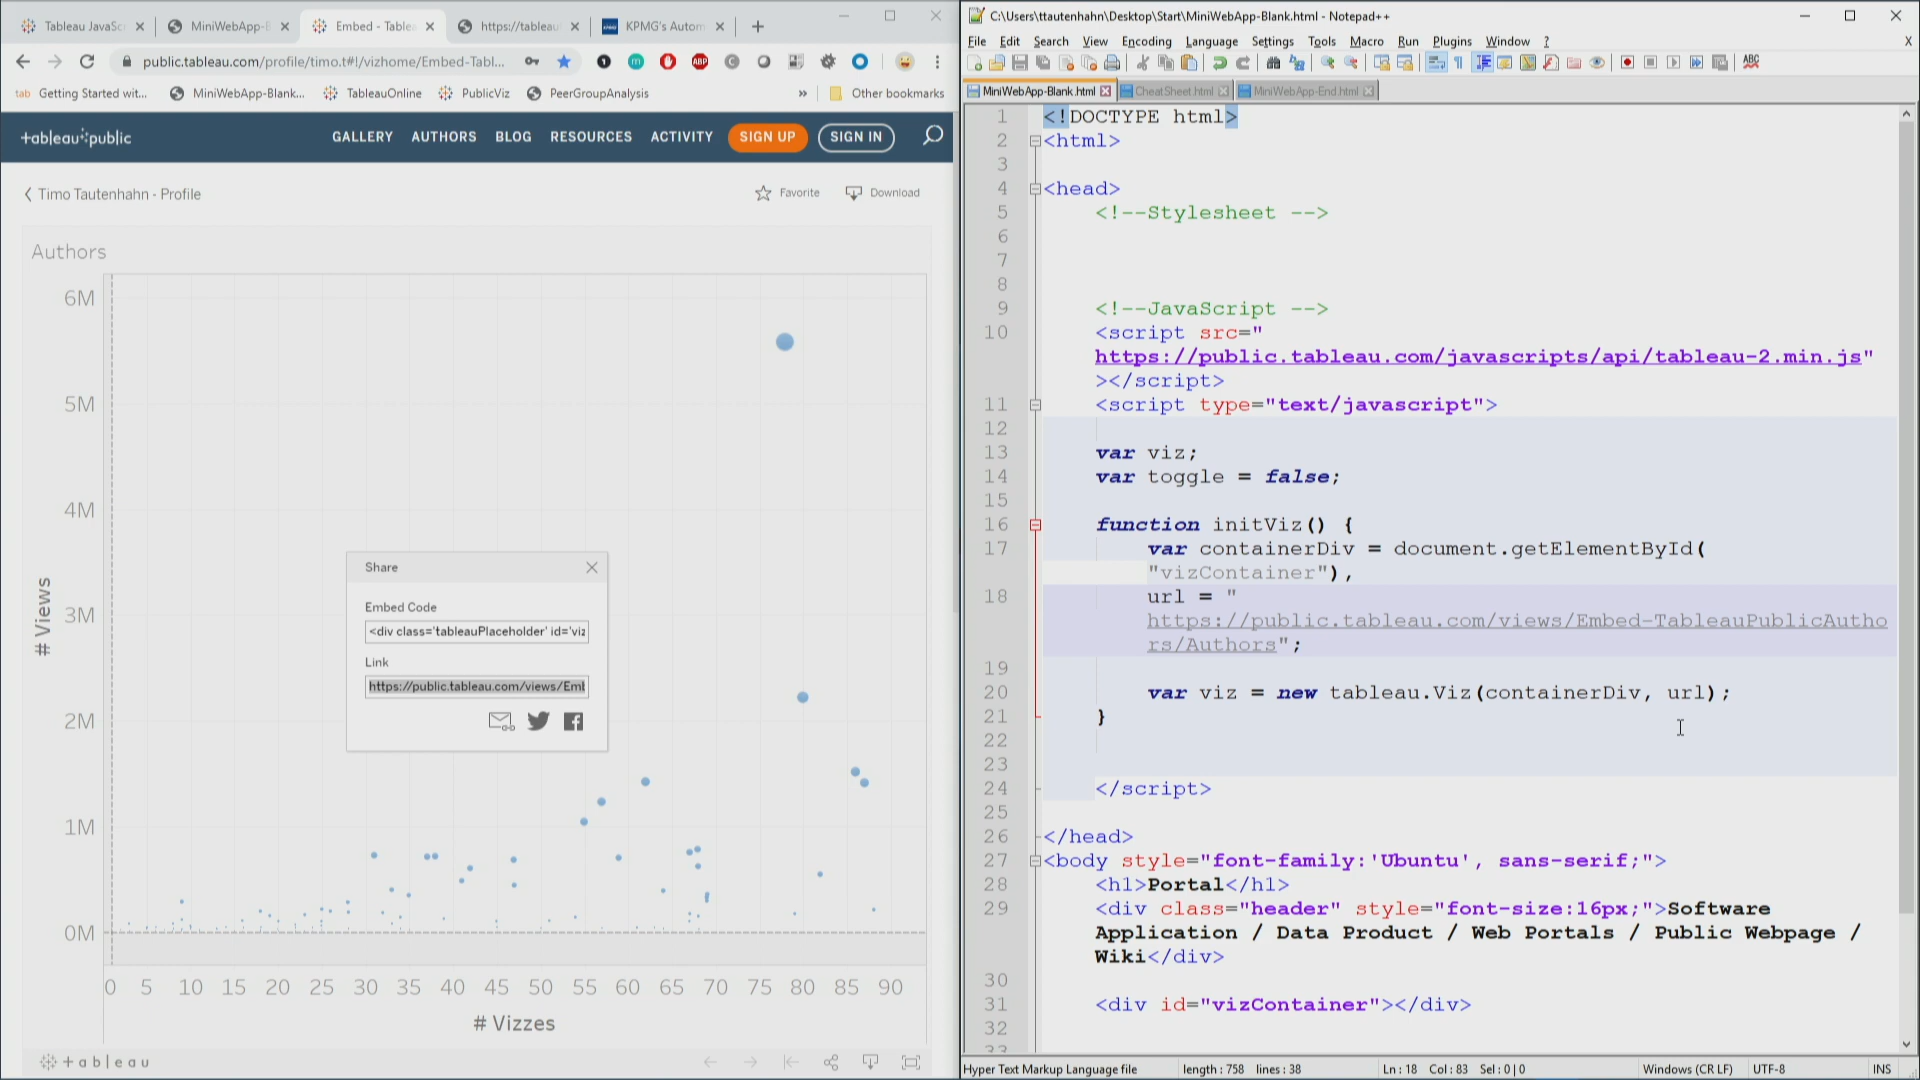 Tableau JavaSc
MiniWebApp-B
Embed - Tablea
https://tableau
KPMG's Autom
public.tableau.com/profile/timo.t#!/vizhome/Embed-Tabl...
ABP
tab Getting Started wit...
MiniWebApp-Blank...
TableauOnline
PublicViz
PeerGroupAnalysis
»
Other bookmarks
+ableau public
GALLERY
AUTHORS
BLOG
RESOURCES
ACTIVITY
SIGN UP
SIGN IN
Timo Tautenhahn - Profile
Favorite
Download
Authors
6M
5M
4M
3M
2M
1M
0M
# Views
0 5 10 15 20 25 30 35 40 45 50 55 60 65 70 75 80 85 90
# Vizzes
Share
Embed Code
<div class='tableauPlaceholder' id='viz
Link
https://public.tableau.com/views/Emb
+ableau
C:\Users\ttautenhahn\Desktop\Start\MiniWebApp-Blank.html - Notepad++
File Edit Search View Encoding Language Settings Tools Macro Run Plugins Window ?
X
ABC
MiniWebApp-Blank.html
CheatSheet.html
MiniWebApp-End.html
1 <!DOCTYPE html>
2 <html>
3
4 <head>
5 <!--Stylesheet -->
6
7
8
9 <!--JavaScript -->
10 <script src="
https://public.tableau.com/javascripts/api/tableau-2.min.js"
></script>
11 <script type="text/javascript">
12
13 var viz;
14 var toggle = false;
15
16 function initViz() {
17 var containerDiv = document.getElementById(
"vizContainer"),
18 url = "
https://public.tableau.com/views/Embed-TableauPublicAutho
rs/Authors";
19
20 var viz = new tableau.Viz(containerDiv, url);
21 }
22
23
24 </script>
25
26 </head>
27 <body style="font-family:'Ubuntu', sans-serif;">
28 <h1>Portal</h1>
29 <div class="header" style="font-size:16px;">Software
Application / Data Product / Web Portals / Public Webpage /
Wiki</div>
30
31 <div id="vizContainer"></div>
32
33
Hyper Text Markup Language file
length : 758 lines : 38
Ln : 18 Col : 83 Sel : 0 | 0
Windows (CR LF)
UTF-8
INS